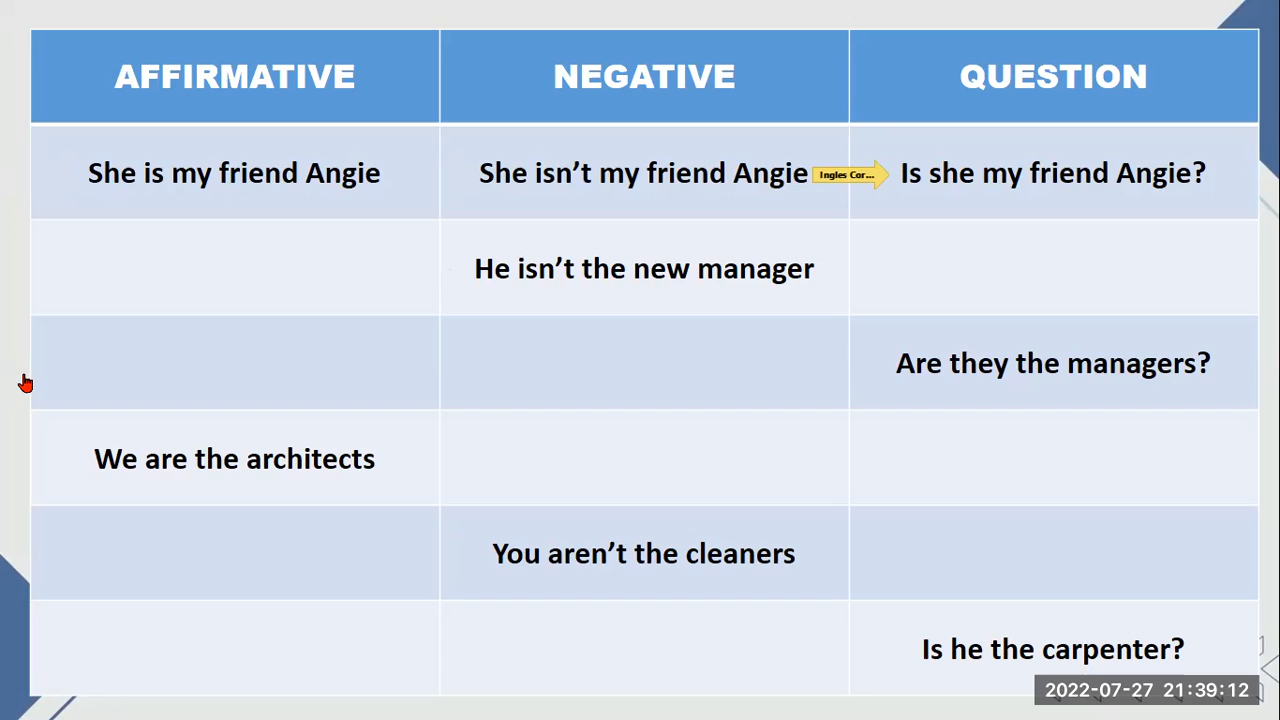 AFFIRMATIVE NEGATIVE QUESTION
She is my friend Angie She isn’t my friend Angie Ingles Cor... Is she my friend Angie?
He isn’t the new manager
Are they the managers?
We are the architects
You aren’t the cleaners
Is he the carpenter?
2022-07-27 21:39:12